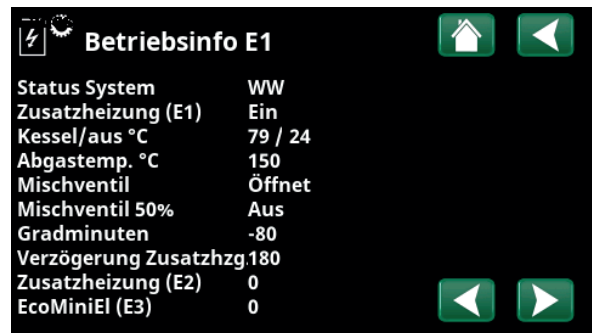 Betriebsinfo E1
Status System WW
Zusatzheizung (E1) Ein
Kessel/aus °C 79 / 24
Abgastemp. °C 150
Mischventil Öffnet
Mischventil 50% Aus
Gradminuten -80
Verzögerung Zusatzhzg.180
Zusatzheizung (E2) 0
EcoMiniEl (E3) 0